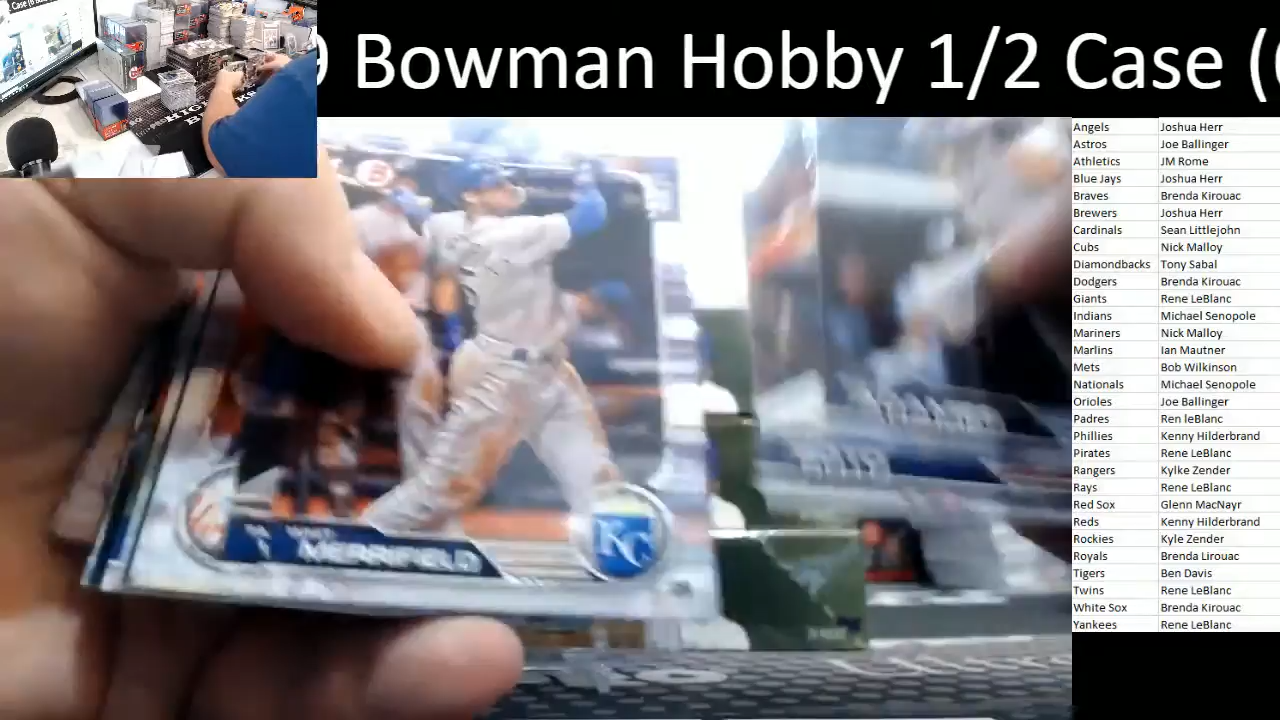 9 Bowman Hobby 1/2 Case (6
Angels Joshua Herr
Astros Joe Ballinger
Athletics JM Rome
Blue Jays Joshua Herr
Braves Brenda Kirouac
Brewers Joshua Herr
Cardinals Sean Littlejohn
Cubs Nick Malloy
Diamondbacks Tony Sabal
Dodgers Brenda Kirouac
Giants Rene LeBlanc
Indians Michael Senopole
Mariners Nick Malloy
Marlins Ian Mautner
Mets Bob Wilkinson
Nationals Michael Senopole
Orioles Joe Ballinger
Padres Ren leBlanc
Phillies Kenny Hilderbrand
Pirates Rene LeBlanc
Rangers Kylke Zender
Rays Rene LeBlanc
Red Sox Glenn MacNayr
Reds Kenny Hilderbrand
Rockies Kyle Zender
Royals Brenda Lirouac
Tigers Ben Davis
Twins Rene LeBlanc
White Sox Brenda Kirouac
Yankees Rene LeBlanc
MERRIFIELD
KC